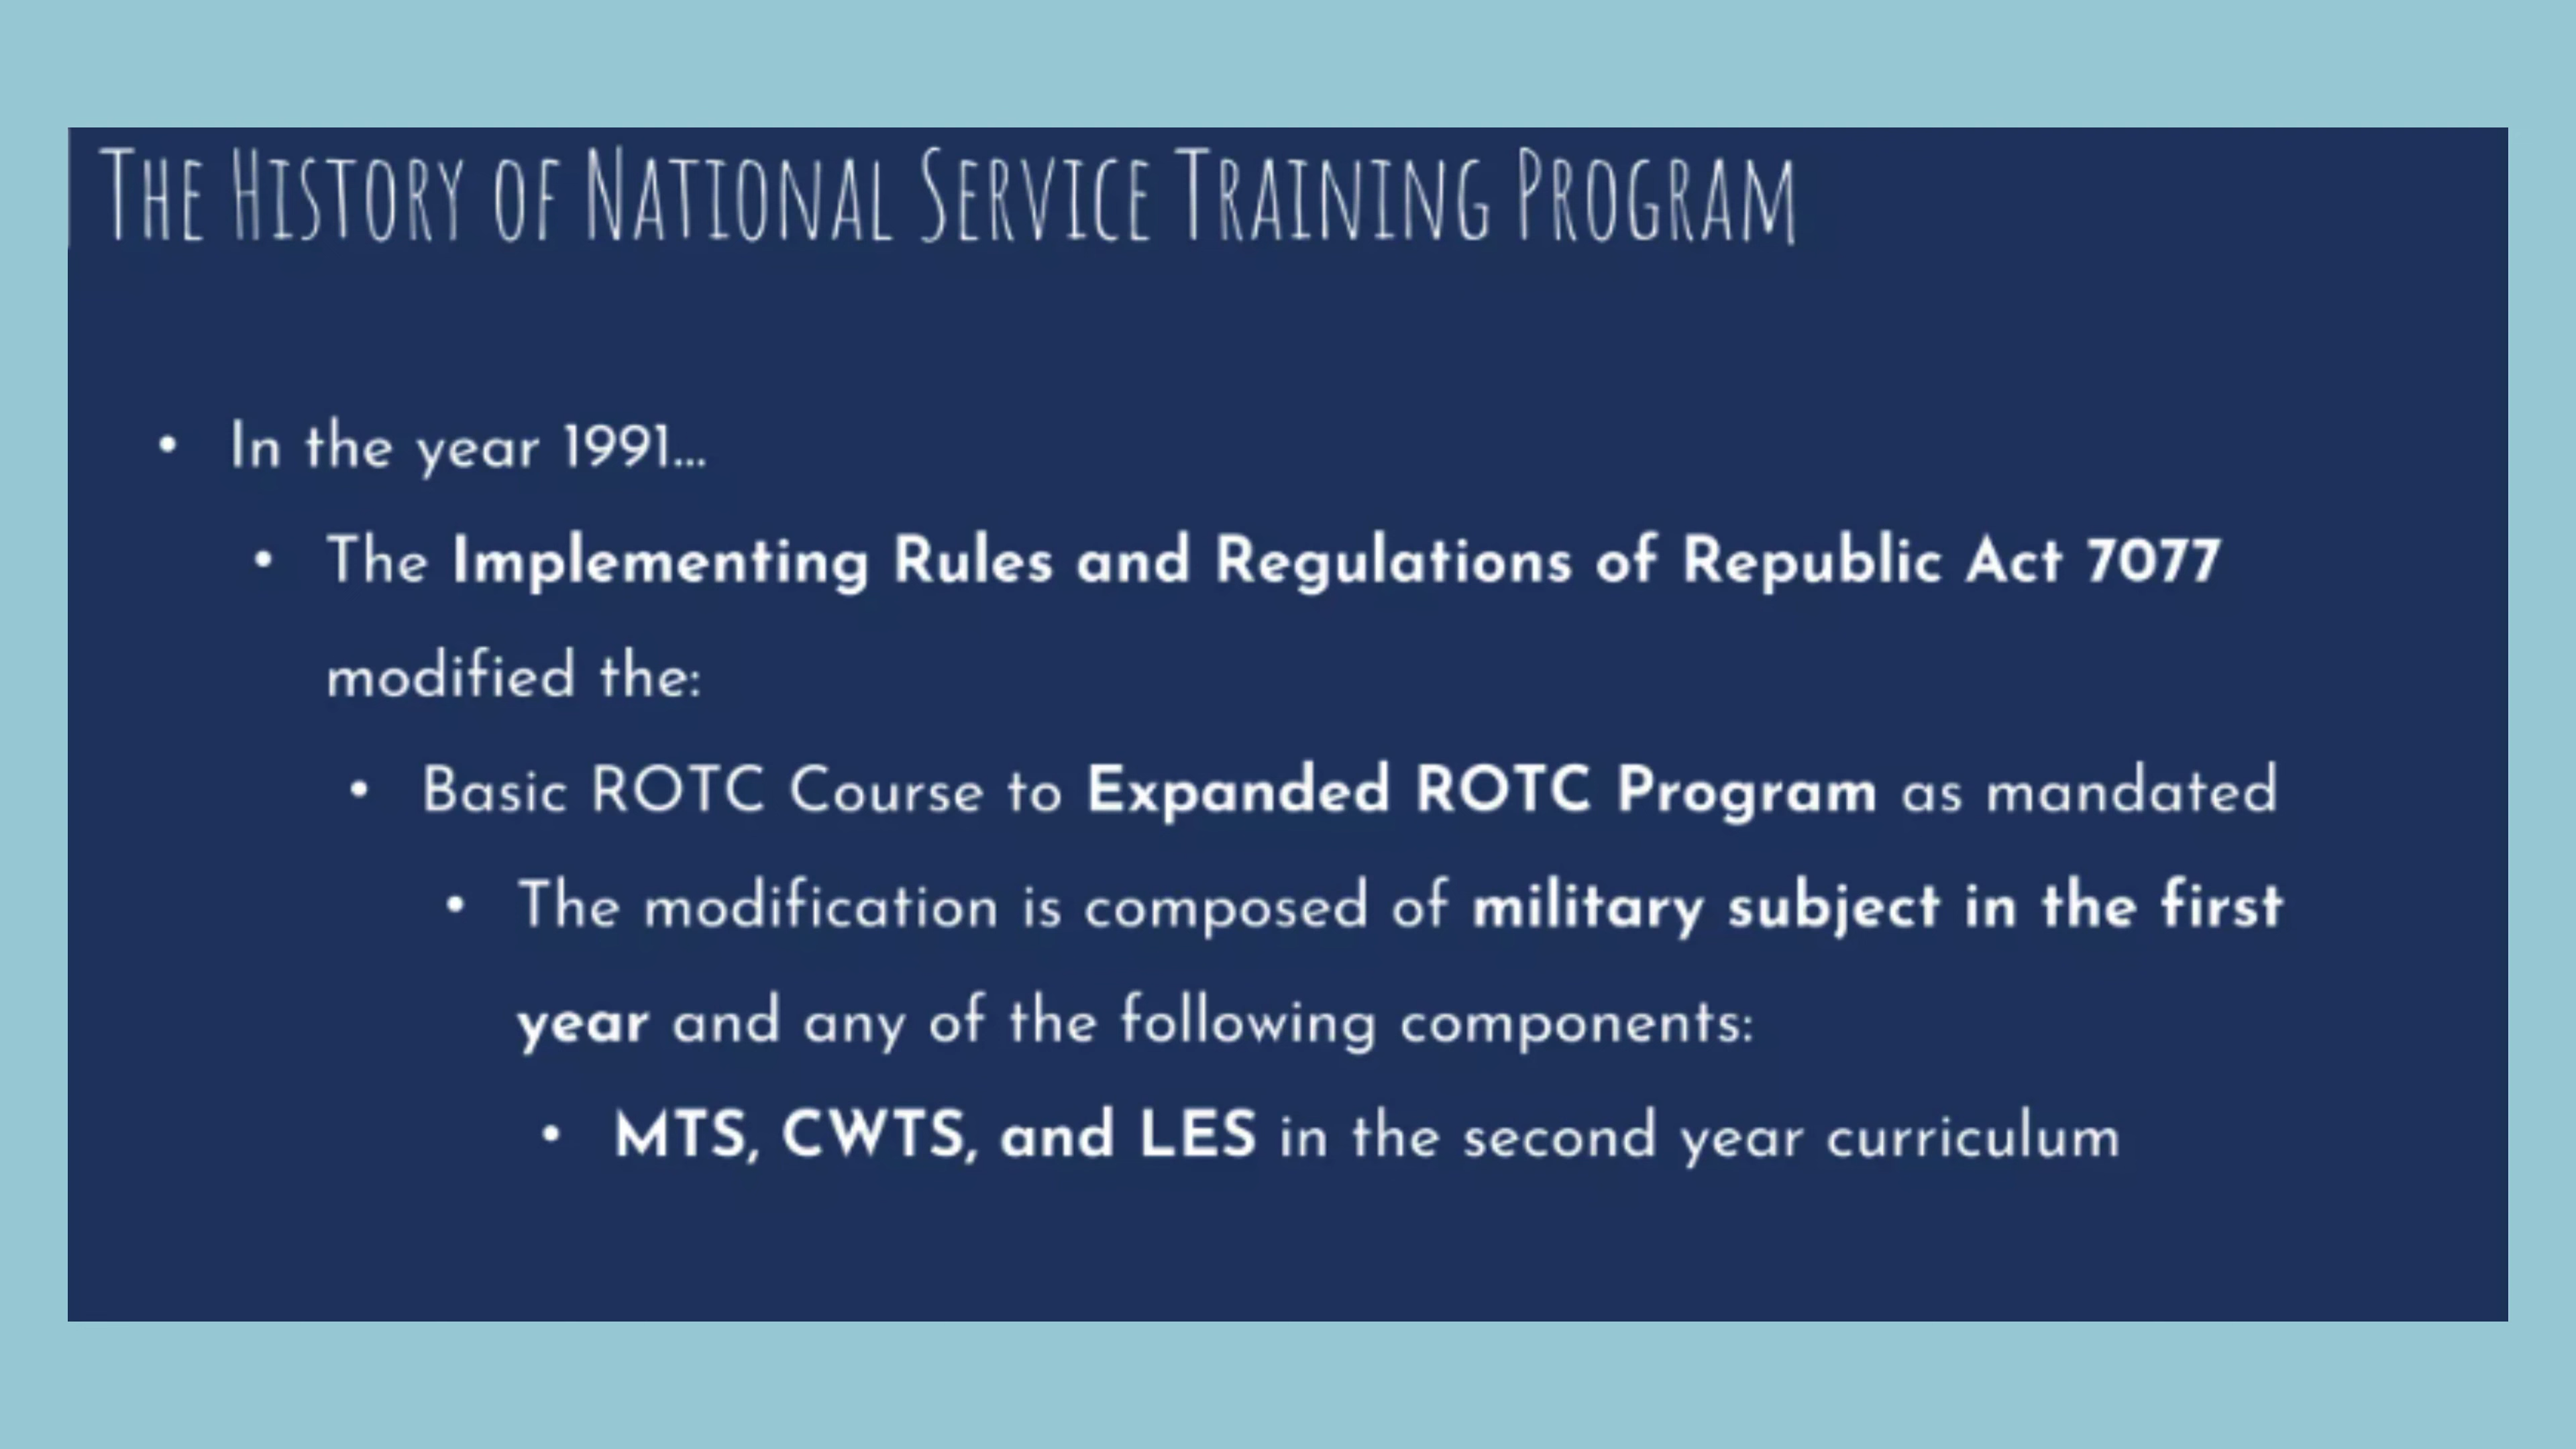 The History of National Service Training Program
• In the year 1991...
• The Implementing Rules and Regulations of Republic Act 7077
modified the:
• Basic ROTC Course to Expanded ROTC Program as mandated
• The modification is composed of military subject in the first
year and any of the following components:
• MTS, CWTS, and LES in the second year curriculum